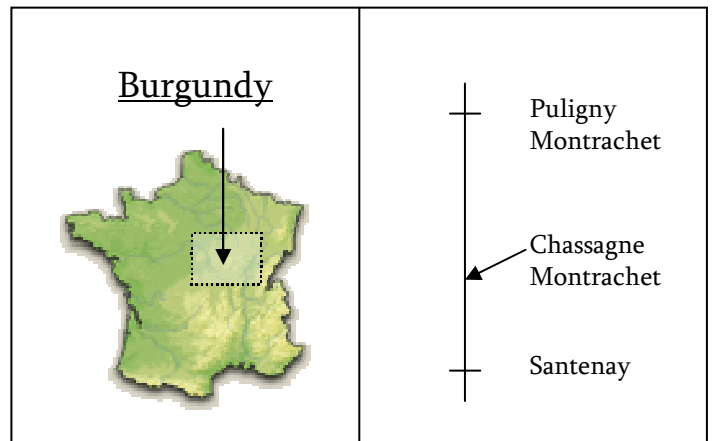 Burgundy
Puligny
Montrachet
Chassagne
Montrachet
Santenay